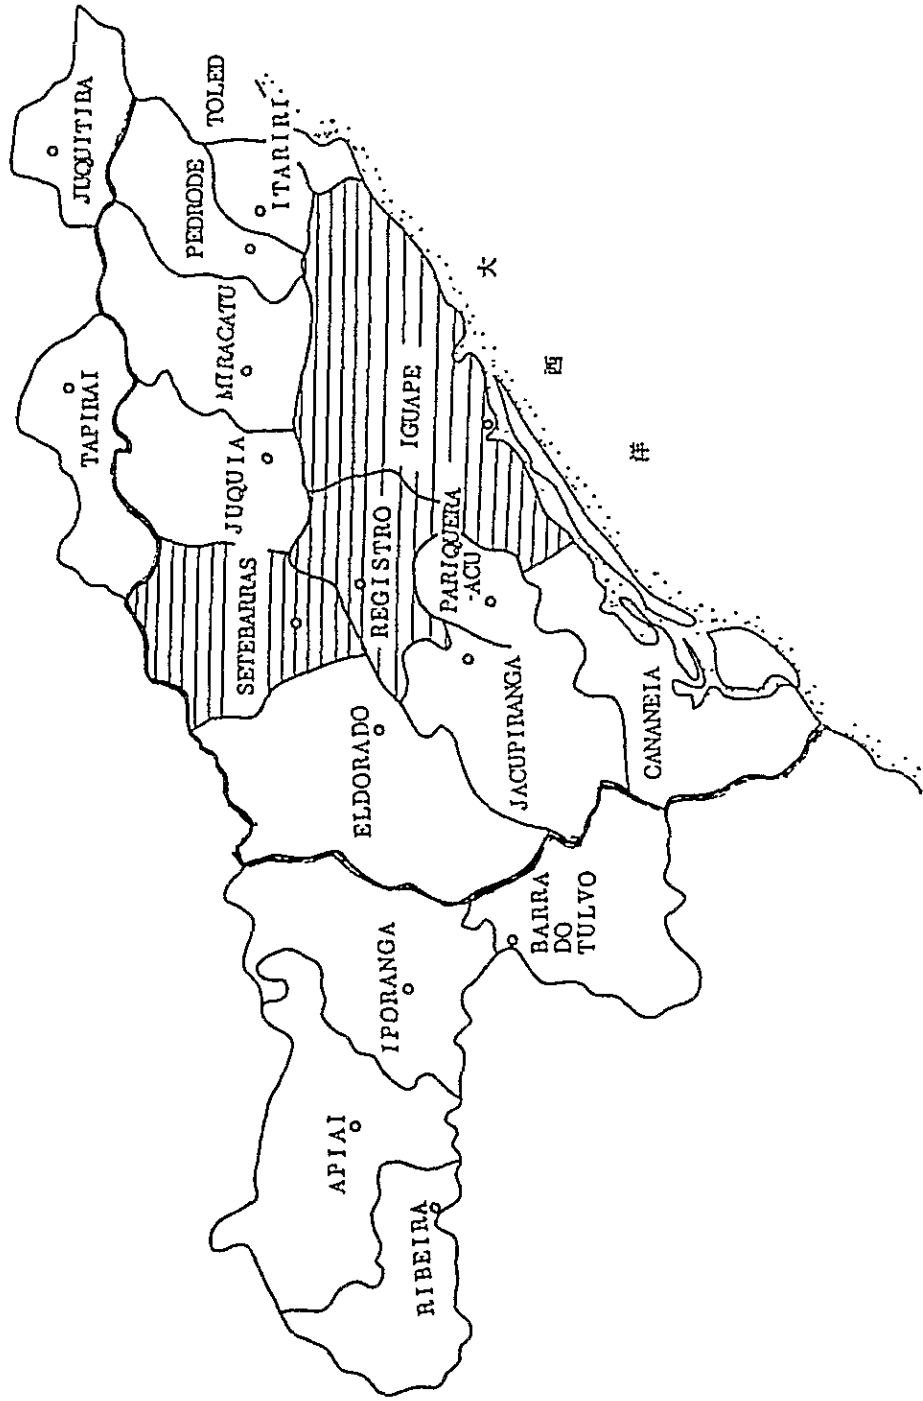 JUQUITIBA
TAPIRAI
PEDRODE
TOLED
ITARIRI
MIRACATU
JUQUIA
SETEBARRAS
REGISTRO
IGUAPE
PARIQUERA
-ACU
ELDORADO
JACUPIRANGA
CANANEIA
IPORANGA
BARRA
DO
TULVO
APIAI
RIBEIRA
大西洋